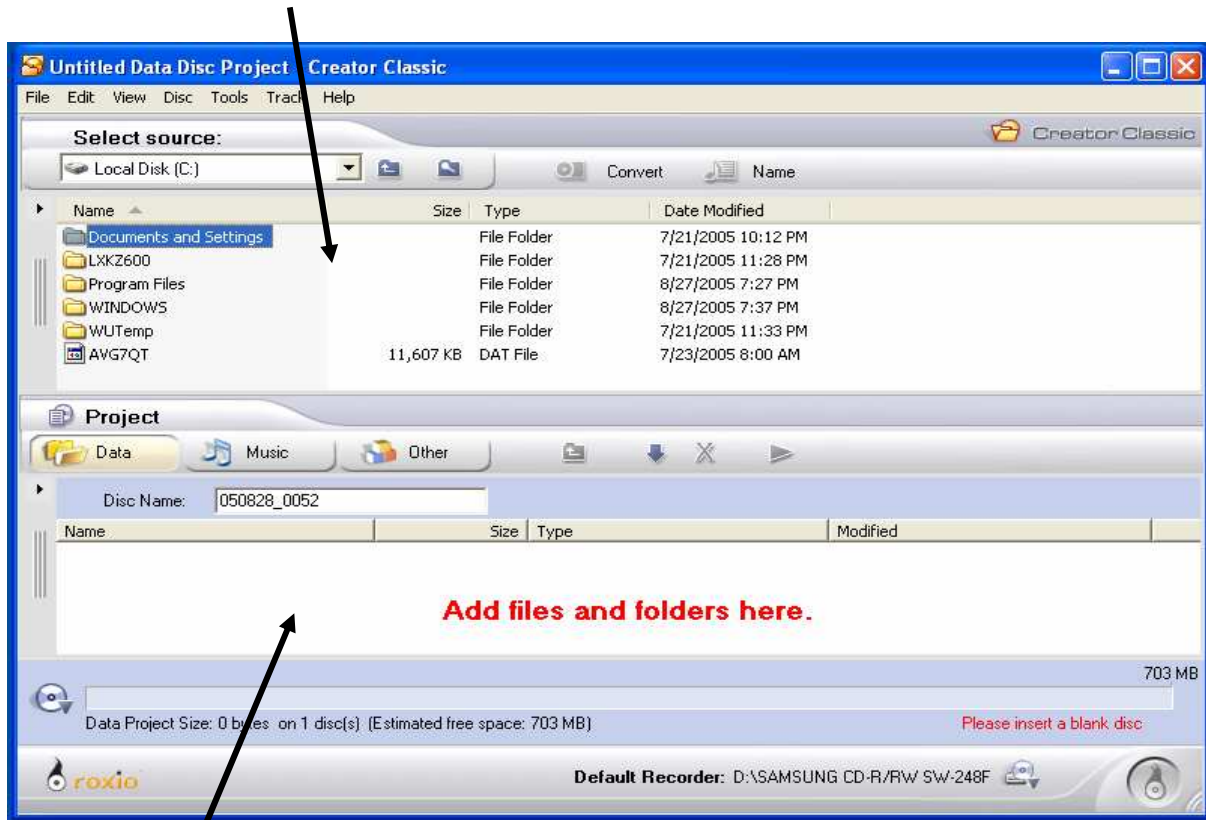 Untitled Data Disc Project - Creator Classic
File Edit View Disc Tools Track Help
Select source:
Creator Classic
Local Disk (C:)
Convert Name
Name Size Type Date Modified
Documents and Settings File Folder 7/21/2005 10:12 PM
LXKZ600 File Folder 7/21/2005 11:28 PM
Program Files File Folder 8/27/2005 7:27 PM
WINDOWS File Folder 8/27/2005 7:37 PM
WUTemp File Folder 7/21/2005 11:33 PM
AVG7QT 11,607 KB DAT File 7/23/2005 8:00 AM
Project
Data Music Other
Disc Name: 050828_0052
Name Size Type Modified
Add files and folders here.
703 MB
Data Project Size: 0 bytes on 1 disc(s) (Estimated free space: 703 MB)
Please insert a blank disc
roxio
Default Recorder: D:\SAMSUNG CD-R/RW SW-248F